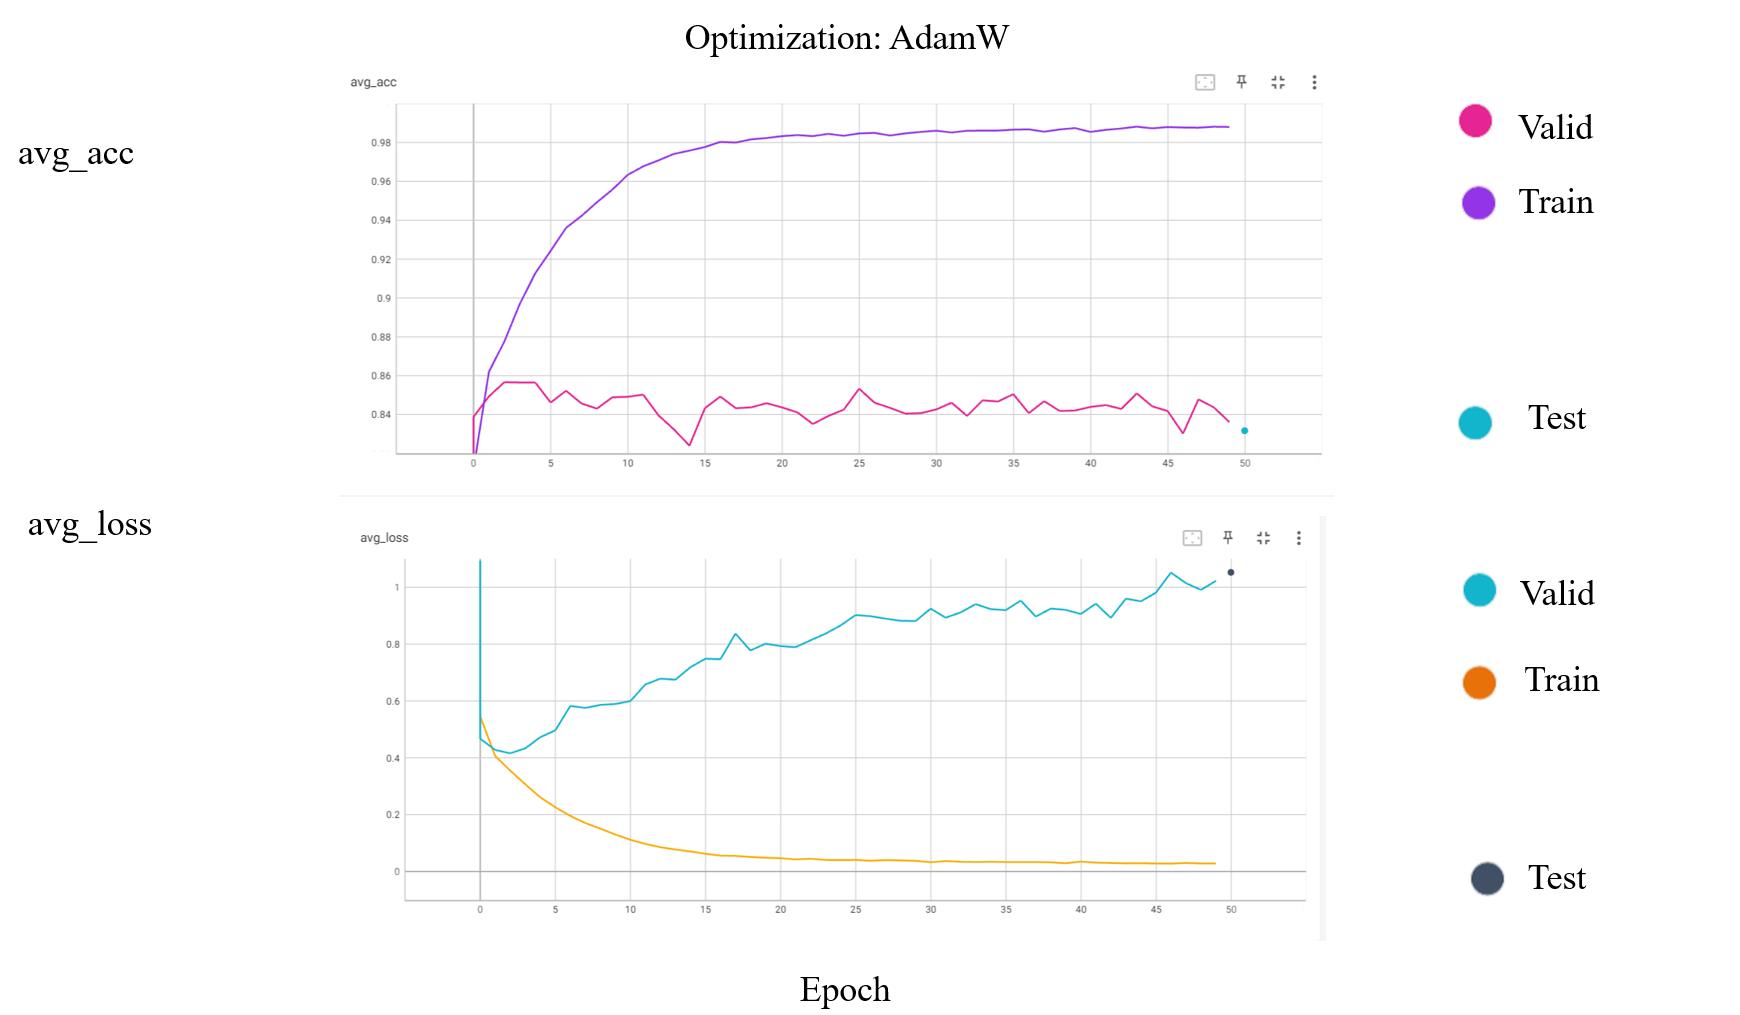 Optimization: AdamW
avg_acc
avg_acc
0.98
0.96
0.94
0.92
0.9
0.88
0.86
0.84
0 5 10 15 20 25 30 35 40 45 50
Valid
Train
Test
avg_loss
avg_loss
1
0.8
0.6
0.4
0.2
0
0 5 10 15 20 25 30 35 40 45 50
Valid
Train
Test
Epoch